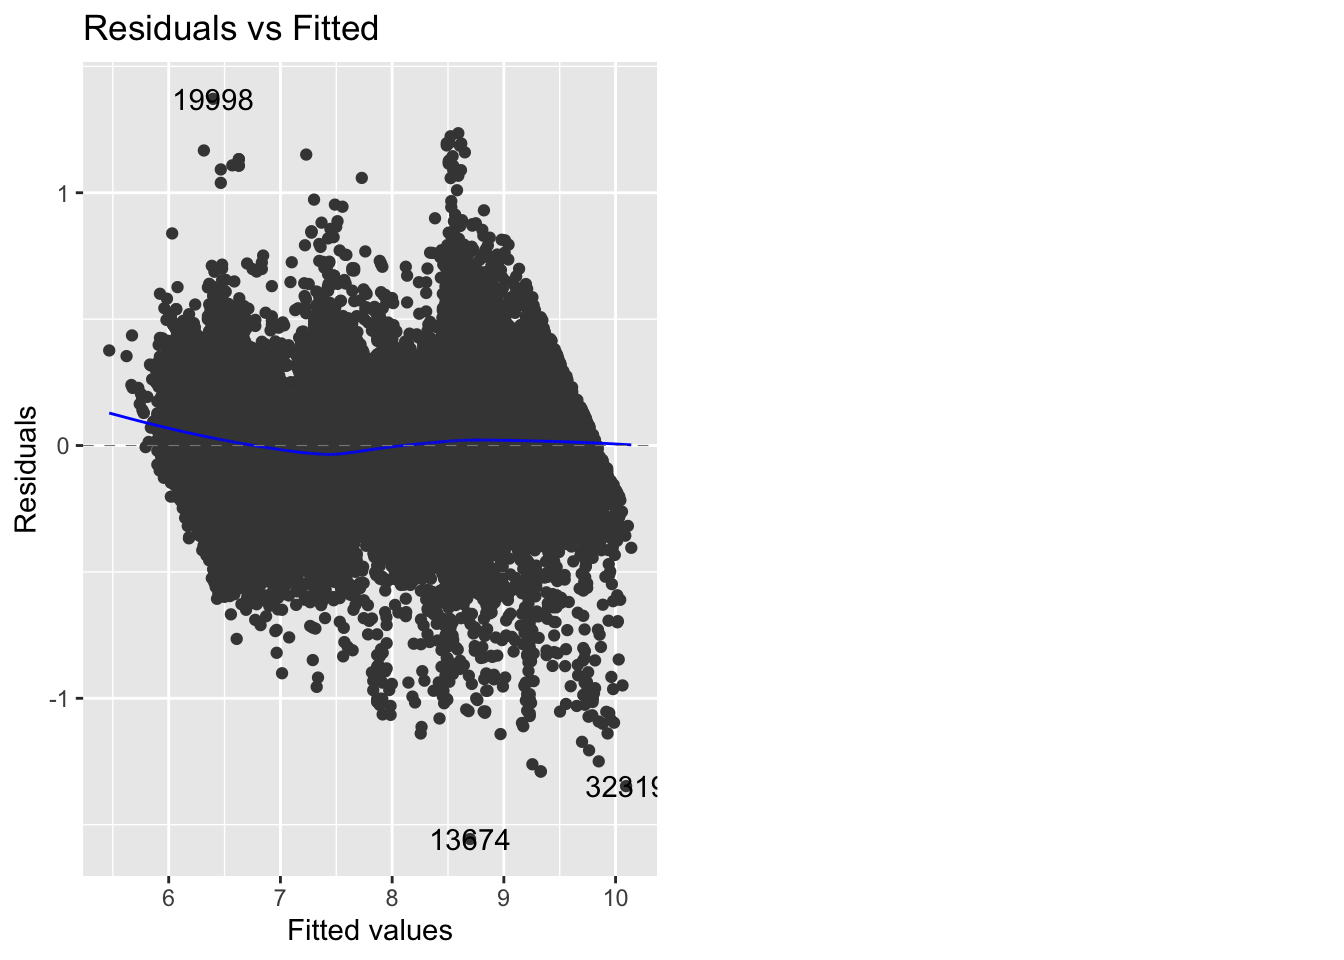 Residuals vs Fitted
19998
1
0
-1
Residuals
32319
13674
6 7 8 9 10
Fitted values